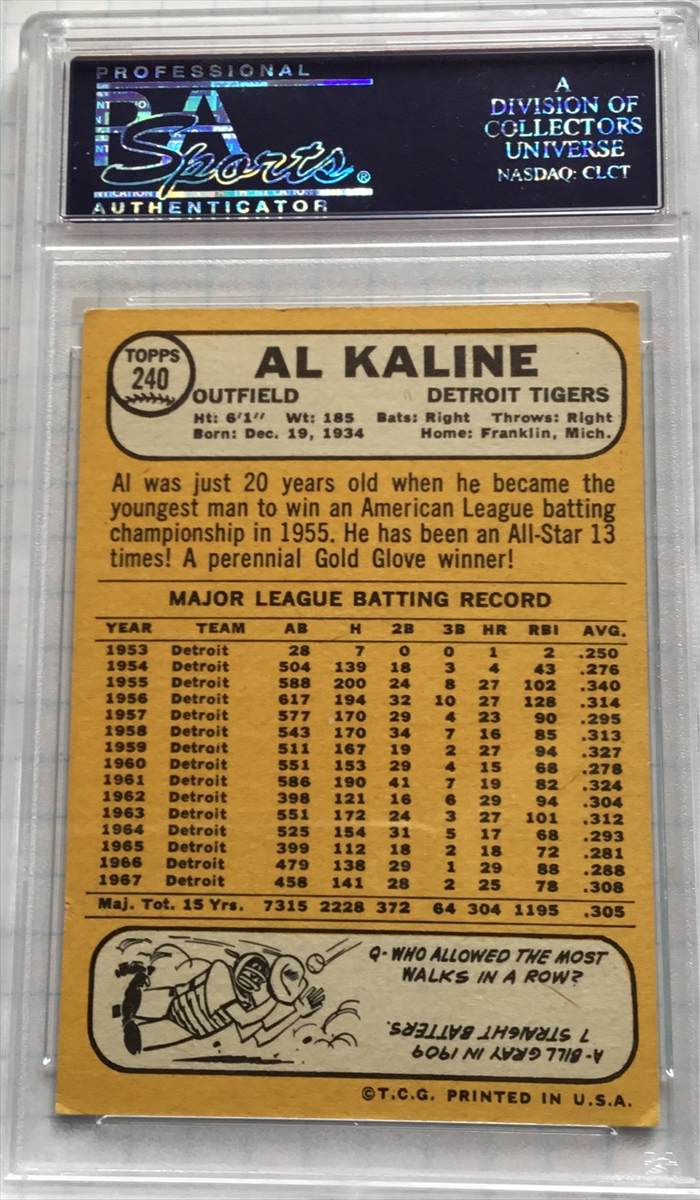 PROFESSIONAL
PSA
Sports®
AUTHENTICATOR
A
DIVISION OF
COLLECTORS
UNIVERSE
NASDAQ: CLCT
TOPPS
240
AL KALINE
OUTFIELD DETROIT TIGERS
Ht: 6'1" Wt: 185 Bats: Right Throws: Right
Born: Dec. 19, 1934 Home: Franklin, Mich.
Al was just 20 years old when he became the
youngest man to win an American League batting
championship in 1955. He has been an All-Star 13
times! A perennial Gold Glove winner!
MAJOR LEAGUE BATTING RECORD
YEAR TEAM AB H 2B 3B HR RBI AVG.
1953 Detroit 28 7 0 0 1 2 .250
1954 Detroit 504 139 18 3 4 43 .276
1955 Detroit 588 200 24 8 27 102 .340
1956 Detroit 617 194 32 10 27 128 .314
1957 Detroit 577 170 29 4 23 90 .295
1958 Detroit 543 170 34 7 16 85 .313
1959 Detroit 511 167 19 2 27 94 .327
1960 Detroit 551 153 29 4 15 68 .278
1961 Detroit 586 190 41 7 19 82 .324
1962 Detroit 398 121 16 6 29 94 .304
1963 Detroit 551 172 24 3 27 101 .312
1964 Detroit 525 154 31 5 17 68 .293
1965 Detroit 399 112 18 2 18 72 .281
1966 Detroit 479 138 29 1 29 88 .288
1967 Detroit 458 141 28 2 25 78 .308
Maj. Tot. 15 Yrs. 7315 2228 372 64 304 1195 .305
Q- WHO ALLOWED THE MOST
WALKS IN A ROW?
A- BILL GRAY IN 1909
7 STRAIGHT BATTERS.
©T.C.G. PRINTED IN U.S.A.